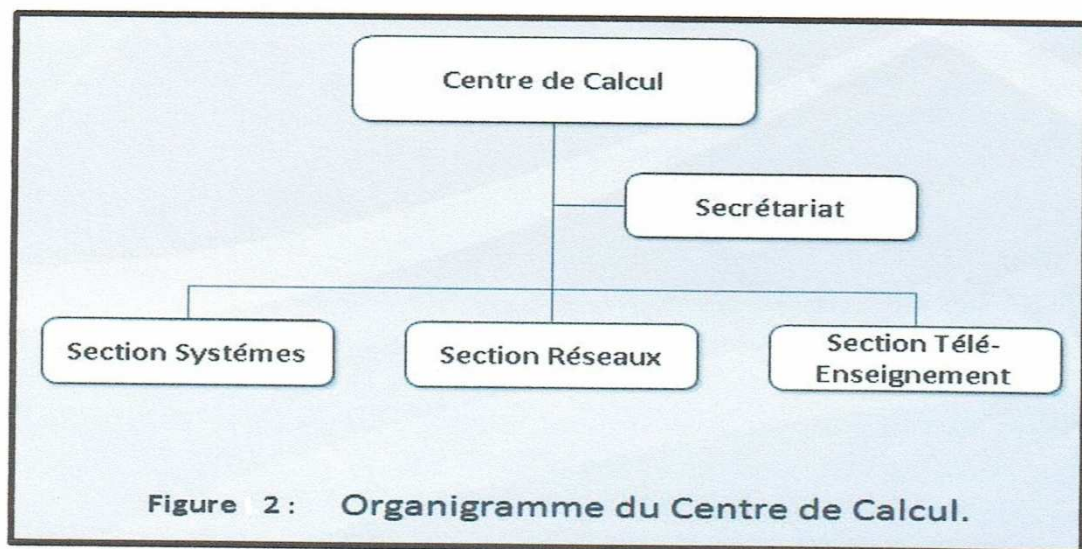 Centre de Calcul
Secrétariat
Section Systémes
Section Réseaux
Section Télé-
Enseignement
Figure 2 : Organigramme du Centre de Calcul.